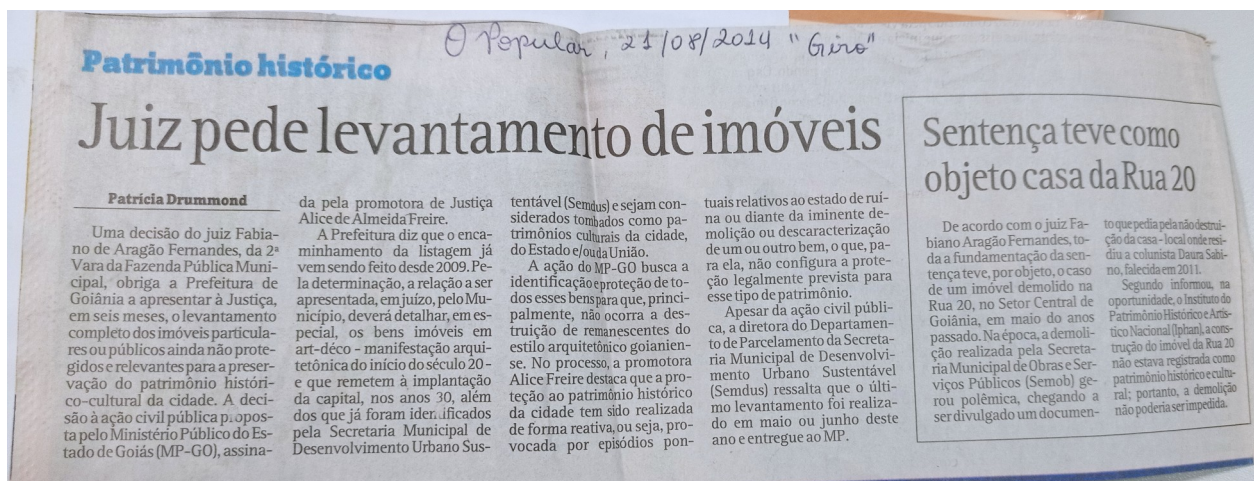 O Popular, 21/08/2014 "Giro"
Patrimônio histórico
Juiz pede levantamento de imóveis
Patrícia Drummond
Uma decisão do juiz Fabia-
no de Aragão Fernandes, da 2ª
Vara da Fazenda Pública Muni-
cipal, obriga a Prefeitura de
Goiânia a apresentar à Justiça,
em seis meses, o levantamento
completo dos imóveis particula-
res ou públicos ainda não prote-
gidos e relevantes para a preser-
vação do patrimônio históri-
co-cultural da cidade. A deci-
são à ação civil pública propos-
ta pelo Ministério Público do Es-
tado de Goiás (MP-GO), assina-
da pela promotora de Justiça
Alice de Almeida Freire.
A Prefeitura diz que o enca-
minhamento da listagem já
vem sendo feito desde 2009. Pe-
la determinação, a relação a ser
apresentada, em juízo, pelo Mu-
nicípio, deverá detalhar, em es-
pecial, os bens imóveis em
art-déco - manifestação arqui-
tetônica do início do século 20 -
e que remetem à implantação
da capital, nos anos 30, além
dos que já foram identificados
pela Secretaria Municipal de
Desenvolvimento Urbano Sus-
tentável (Semdus) e sejam con-
siderados tombados como pa-
trimônios culturais da cidade,
do Estado e/ou da União.
A ação do MP-GO busca a
identificação e proteção de to-
dos esses bens para que, princi-
palmente, não ocorra a des-
truição de remanescentes do
estilo arquitetônico goianien-
se. No processo, a promotora
Alice Freire destaca que a pro-
teção ao patrimônio histórico
da cidade tem sido realizada
de forma reativa, ou seja, pro-
vocada por episódios pon-
tuais relativos ao estado de ruí-
na ou diante da iminente de-
molição ou descaracterização
de um ou outro bem, o que, pa-
ra ela, não configura a prote-
ção legalmente prevista para
esse tipo de patrimônio.
Apesar da ação civil públi-
ca, a diretora do Departamen-
to de Parcelamento da Secreta-
ria Municipal de Desenvolvi-
mento Urbano Sustentável
(Semdus) ressalta que o últi-
mo levantamento foi realiza-
do em maio ou junho deste
ano e entregue ao MP.
Sentença teve como
objeto casa da Rua 20
De acordo com o juiz Fa-
biano Aragão Fernandes, to-
da a fundamentação da sen-
tença teve, por objeto, o caso
de um imóvel demolido na
Rua 20, no Setor Central de
Goiânia, em maio do anos
passado. Na época, a demoli-
ção realizada pela Secreta-
ria Municipal de Obras e Ser-
viços Públicos (Semob) ge-
rou polêmica, chegando a
ser divulgado um documen-
to que pedia pela não destrui-
ção da casa - local onde resi-
diu a colunista Daura Sabi-
no, falecida em 2011.
Segundo informou, na
oportunidade, o Instituto do
Patrimônio Histórico e Artís-
tico Nacional (Iphan), a cons-
trução do imóvel da Rua 20
não estava registrada como
patrimônio histórico e cultu-
ral; portanto, a demolição
não poderia ser impedida.